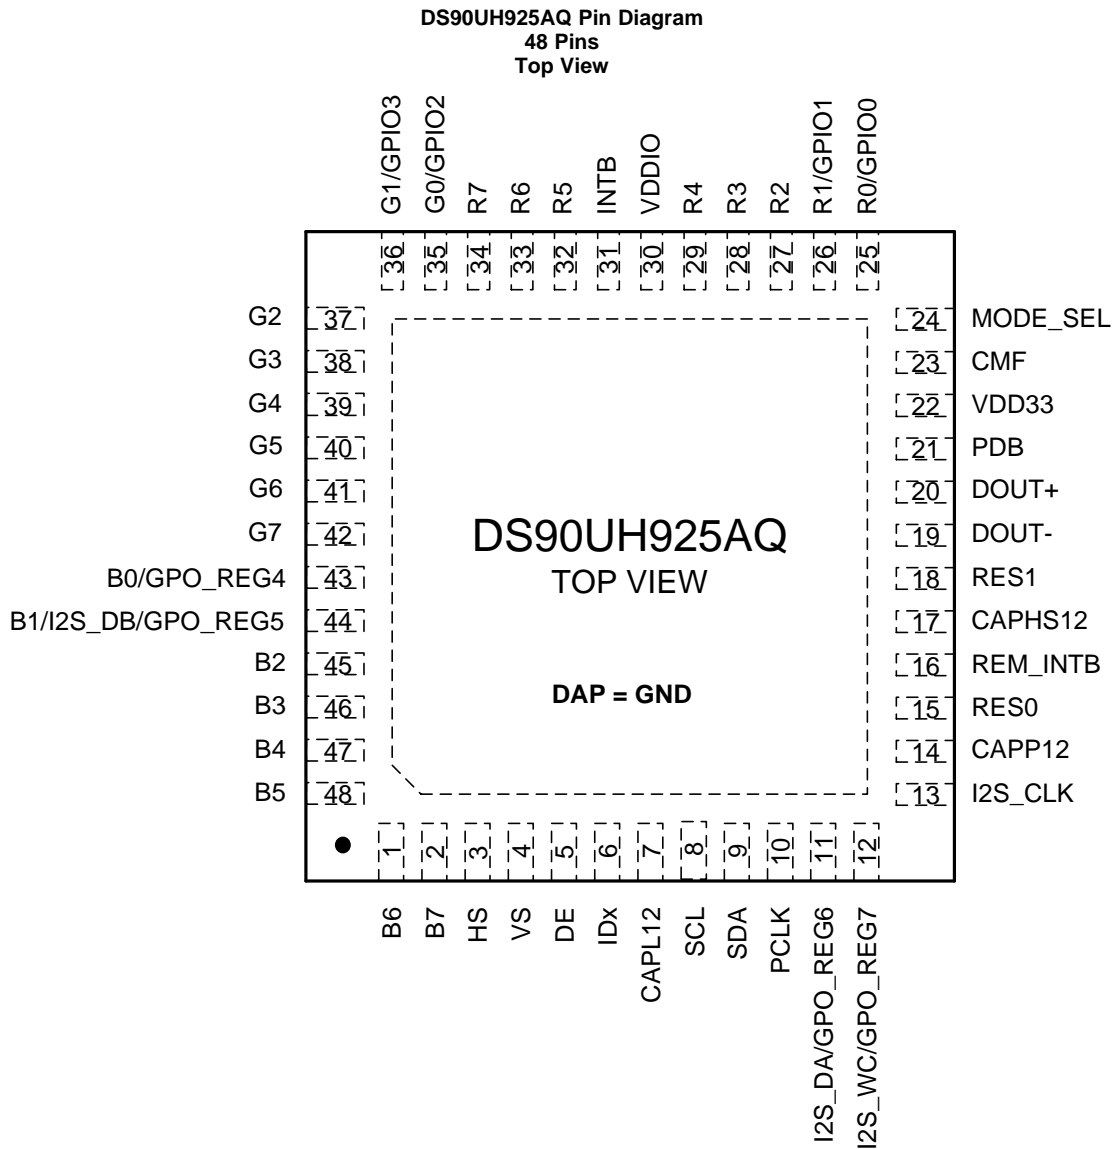 DS90UH925AQ Pin Diagram
48 Pins
Top View
G1/GPIO3
G0/GPIO2
R7
R6
R5
INTB
VDDIO
R4
R3
R2
R1/GPIO1
R0/GPIO0
36
35
34
33
32
31
30
29
28
27
26
25
G2 37
G3 38
G4 39
G5 40
G6 41
G7 42
B0/GPO_REG4 43
B1/I2S_DB/GPO_REG5 44
B2 45
B3 46
B4 47
B5 48
DS90UH925AQ
TOP VIEW
DAP = GND
24 MODE_SEL
23 CMF
22 VDD33
21 PDB
20 DOUT+
19 DOUT-
18 RES1
17 CAPHS12
16 REM_INTB
15 RES0
14 CAPP12
13 I2S_CLK
1
2
3
4
5
6
7
8
9
10
11
12
B6
B7
HS
VS
DE
IDx
CAPL12
SCL
SDA
PCLK
I2S_DA/GPO_REG6
I2S_WC/GPO_REG7